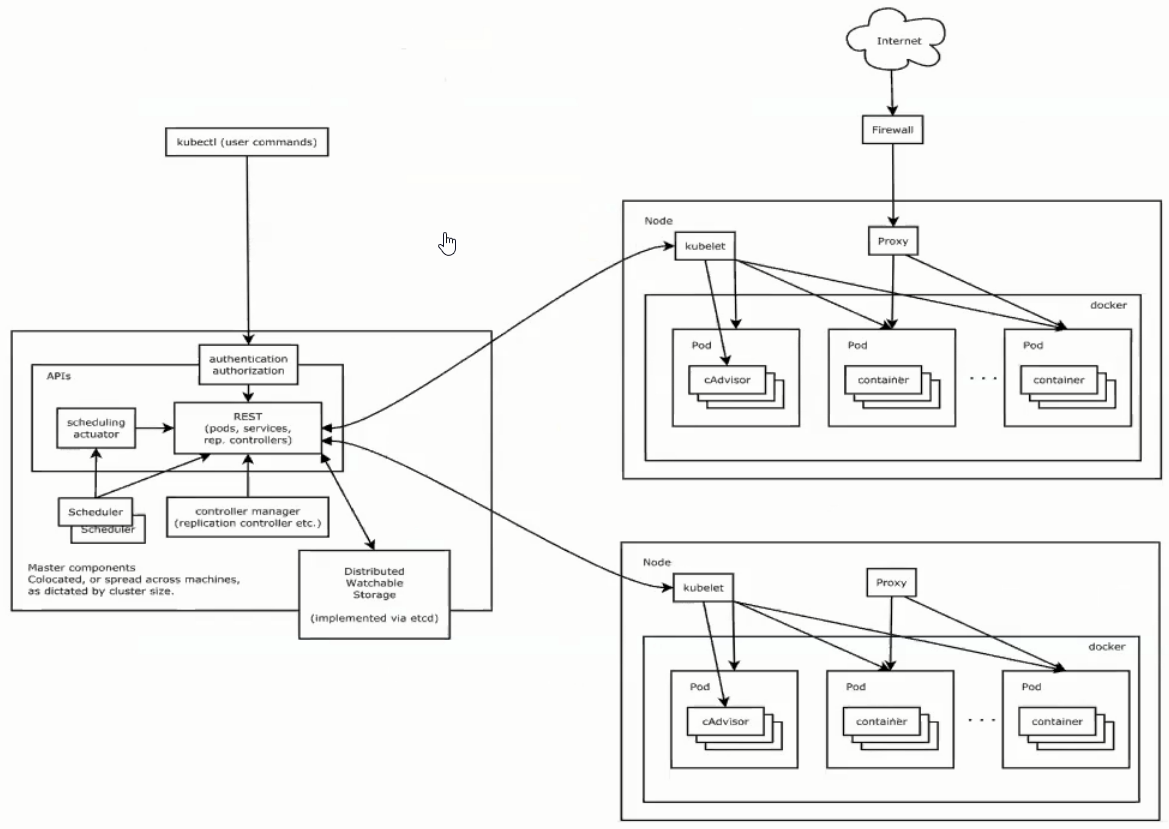 Internet
kubectl (user commands)
Firewall
Node
kubelet
Proxy
docker
Pod
cAdvisor
Pod
container
. . .
Pod
container
authentication
authorization
APIs
REST
(pods, services,
rep. controllers)
scheduling
actuator
Scheduler
Scheduler
controller manager
(replication controller etc.)
Master components
Colocated, or spread across machines,
as dictated by cluster size.
Distributed
Watchable
Storage
(implemented via etcd)
Node
kubelet
Proxy
docker
Pod
cAdvisor
Pod
container
. . .
Pod
container